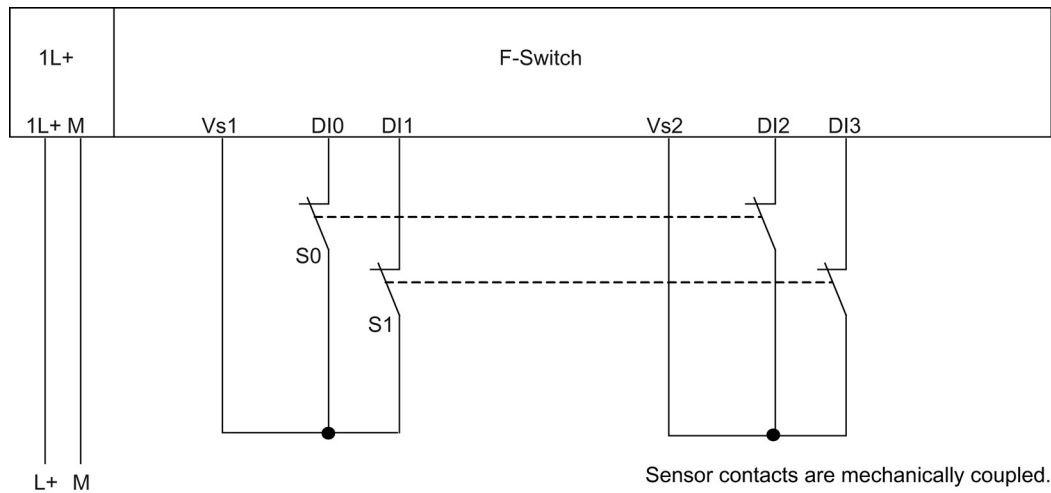 1L+
F-Switch
1L+ M Vs1 DI0 DI1 Vs2 DI2 DI3
S0
S1
L+ M
Sensor contacts are mechanically coupled.